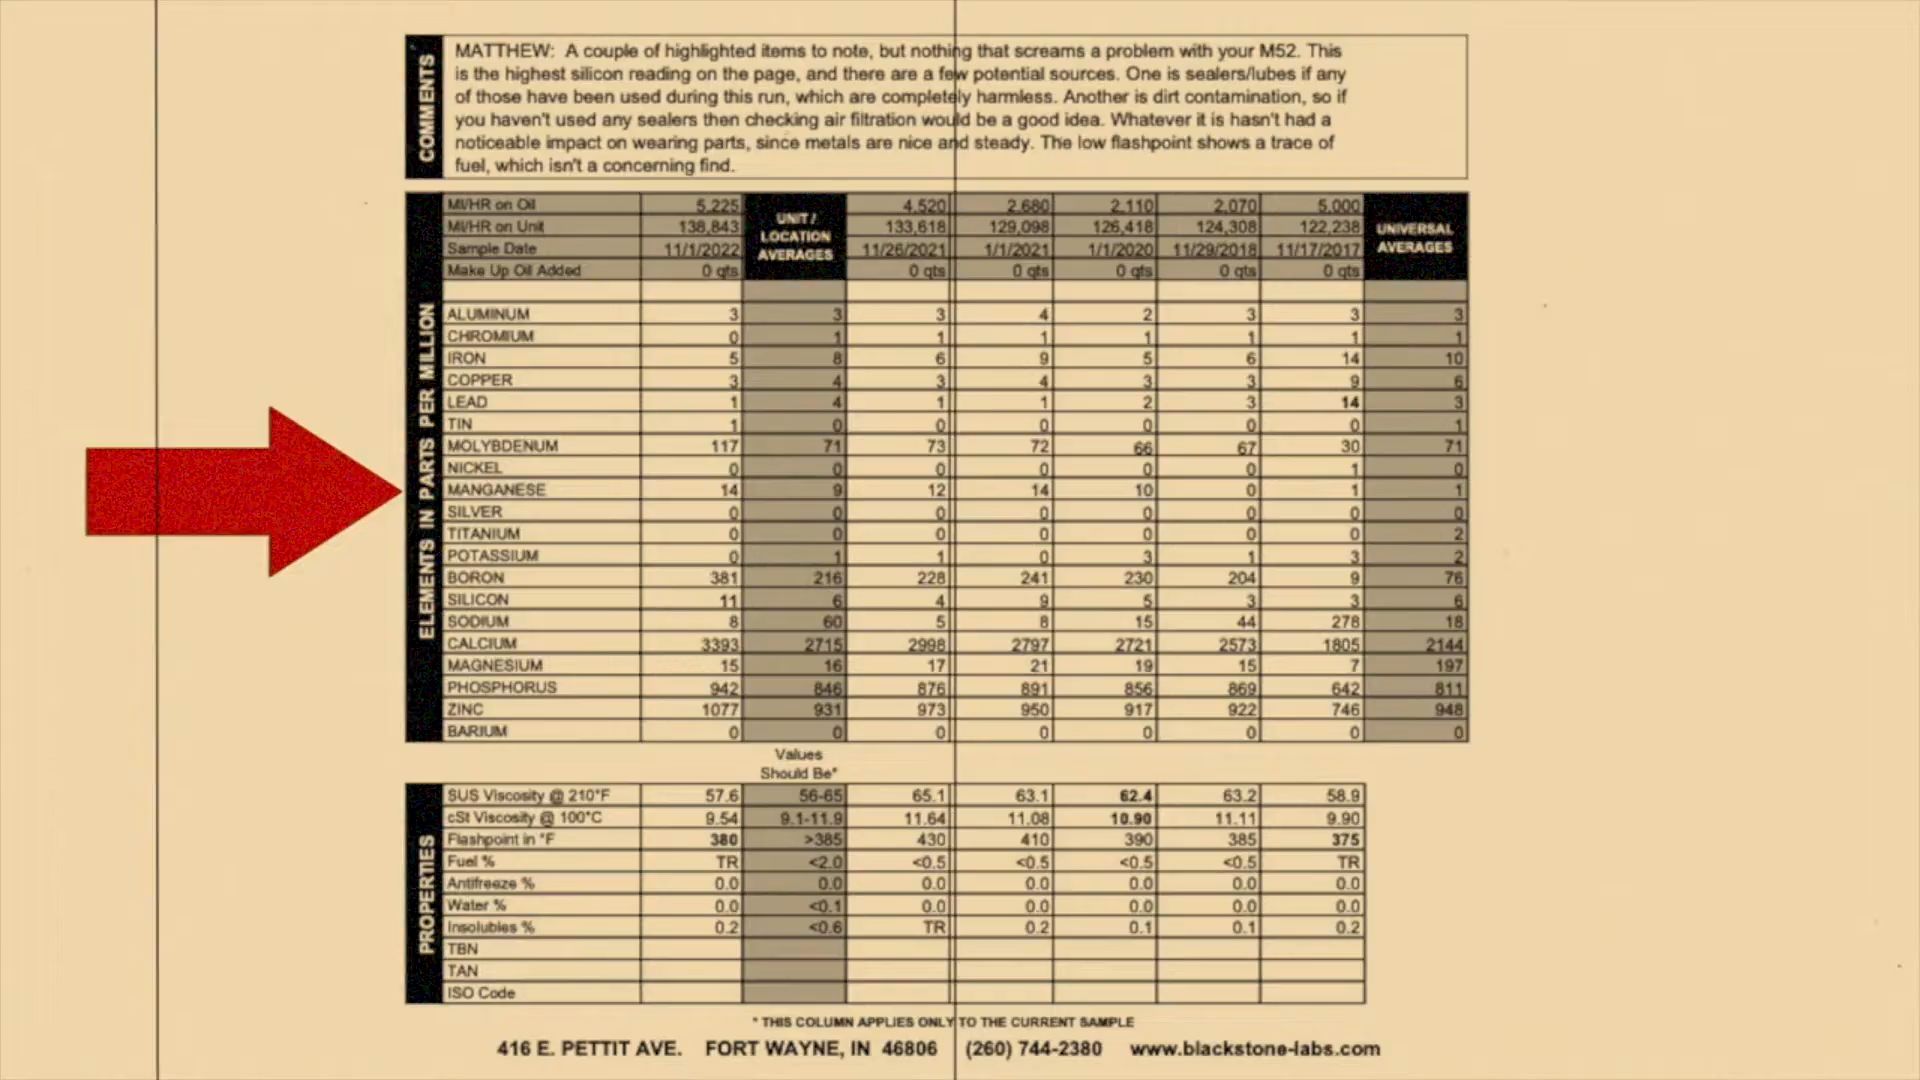 COMMENTS
MATTHEW: A couple of highlighted items to note, but nothing that screams a problem with your M52. This
is the highest silicon reading on the page, and there are a few potential sources. One is sealers/lubes if any
of those have been used during this run, which are completely harmless. Another is dirt contamination, so if
you haven't used any sealers then checking air filtration would be a good idea. Whatever it is hasn't had a
noticeable impact on wearing parts, since metals are nice and steady. The low flashpoint shows a trace of
fuel, which isn't a concerning find.
MI/HR on Oil 5,225 UNIT / LOCATION AVERAGES 4,520 2,680 2,110 2,070 5,000 UNIVERSAL AVERAGES
MI/HR on Unit 138,843 133,618 129,098 126,418 124,308 122,238
Sample Date 11/1/2022 11/26/2021 1/1/2021 1/1/2020 11/29/2018 11/17/2017
Make Up Oil Added 0 qts 0 qts 0 qts 0 qts 0 qts 0 qts
ELEMENTS IN PARTS PER MILLION
ALUMINUM 3 3 3 4 2 3 3 3
CHROMIUM 0 1 1 1 1 1 1 1
IRON 5 8 6 9 5 6 14 10
COPPER 3 4 3 4 3 3 9 6
LEAD 1 4 1 1 2 3 14 3
TIN 1 0 0 0 0 0 0 1
MOLYBDENUM 117 71 73 72 66 67 30 71
NICKEL 0 0 0 0 0 0 1 0
MANGANESE 14 9 12 14 10 0 1 1
SILVER 0 0 0 0 0 0 0 0
TITANIUM 0 0 0 0 0 0 0 2
POTASSIUM 0 1 1 0 3 1 3 2
BORON 381 216 228 241 230 204 9 76
SILICON 11 6 4 9 5 3 3 6
SODIUM 8 60 5 8 15 44 278 18
CALCIUM 3393 2715 2998 2797 2721 2573 1805 2144
MAGNESIUM 15 16 17 21 19 15 7 197
PHOSPHORUS 942 846 876 891 856 869 642 811
ZINC 1077 931 973 950 917 922 746 948
BARIUM 0 0 0 0 0 0 0 0
Values
Should Be*
PROPERTIES
SUS Viscosity @ 210°F 57.6 56-65 65.1 63.1 62.4 63.2 58.9
cSt Viscosity @ 100°C 9.54 9.1-11.9 11.64 11.08 10.90 11.11 9.90
Flashpoint in °F 380 >385 430 410 390 385 375
Fuel % TR <2.0 <0.5 <0.5 <0.5 <0.5 TR
Antifreeze % 0.0 0.0 0.0 0.0 0.0 0.0 0.0
Water % 0.0 <0.1 0.0 0.0 0.0 0.0 0.0
Insolubles % 0.2 <0.6 TR 0.2 0.1 0.1 0.2
TBN
TAN
ISO Code
* THIS COLUMN APPLIES ONLY TO THE CURRENT SAMPLE
416 E. PETTIT AVE. FORT WAYNE, IN 46806 (260) 744-2380 www.blackstone-labs.com